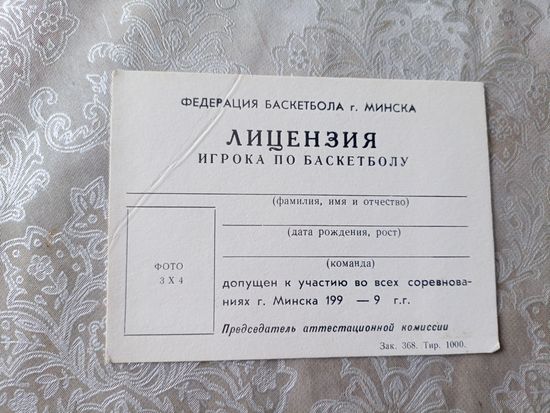 ФЕДЕРАЦИЯ БАСКЕТБОЛА г. МИНСКА
ЛИЦЕНЗИЯ
ИГРОКА ПО БАСКЕТБОЛУ
(фамилия, имя и отчество)
(дата рождения, рост)
(команда)
ФОТО
3 X 4
допущен к участию во всех соревнова-
ниях г. Минска 199 — 9 г.г.
Председатель аттестационной комиссии
Зак. 368. Тир. 1000.